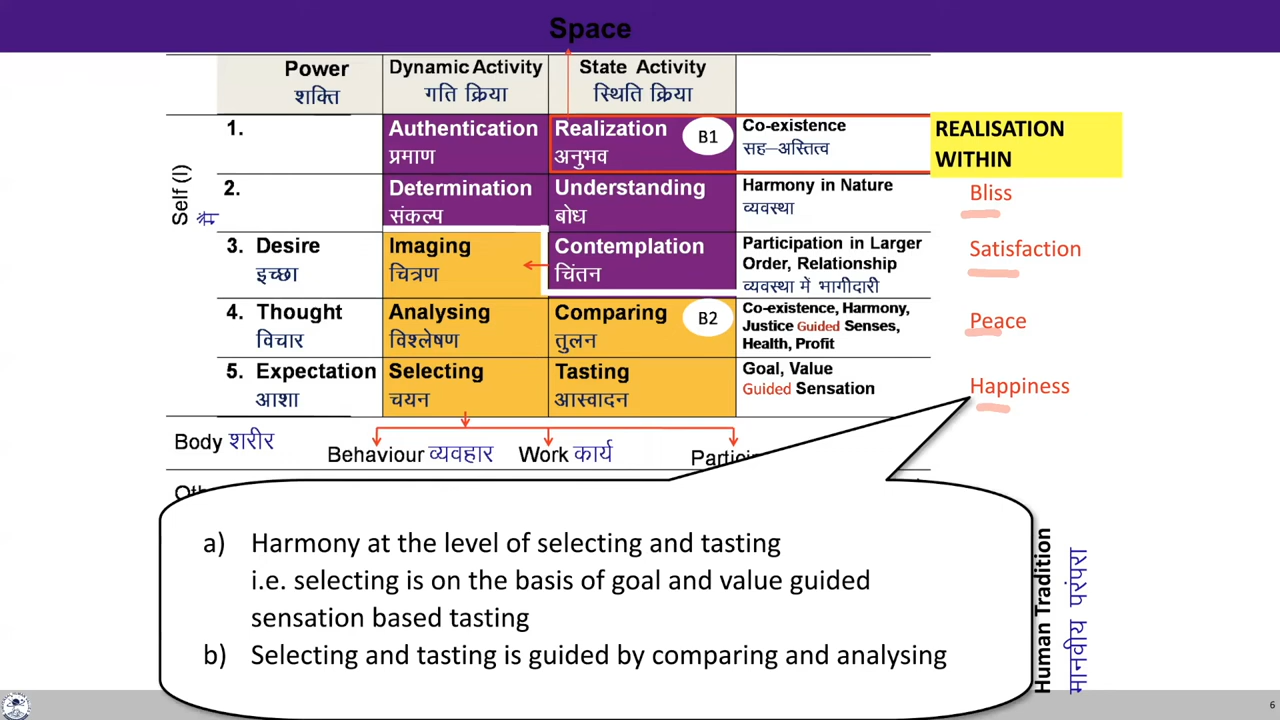 Space
Power Dynamic Activity State Activity
शक्ति गति क्रिया स्थिति क्रिया
1. Authentication Realization B1 Co-existence REALISATION
प्रमाण अनुभव सह–अस्तित्व WITHIN
2. Determination Understanding Harmony in Nature Bliss
संकल्प बोध व्यवस्था
Self (I)
मैं
3. Desire Imaging Contemplation Participation in Larger Satisfaction
इच्छा चित्रण चिंतन Order, Relationship
व्यवस्था में भागीदारी
4. Thought Analysing Comparing B2 Co-existence, Harmony, Peace
विचार विश्लेषण तुलन Justice Guided Senses,
Health, Profit
5. Expectation Selecting Tasting Goal, Value Happiness
आशा चयन आस्वादन Guided Sensation
Body शरीर
Behaviour व्यवहार Work कार्य
a) Harmony at the level of selecting and tasting
i.e. selecting is on the basis of goal and value guided
sensation based tasting
b) Selecting and tasting is guided by comparing and analysing
Human Tradition
मानवीय परंपरा
6